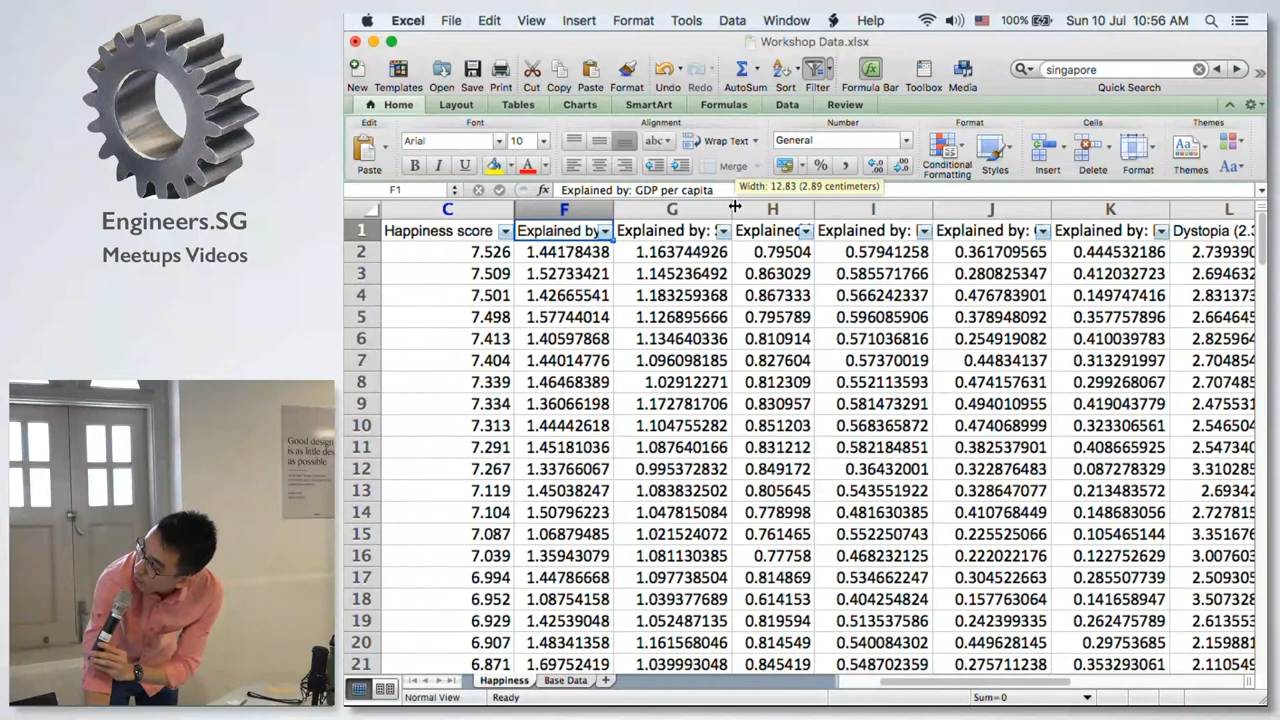 Engineers.SG
Meetups Videos
Good design
is as little des
as possible
Excel File Edit View Insert Format Tools Data Window Help 100% Sun 10 Jul 10:56 AM
Workshop Data.xlsx
singapore
New Templates Open Save Print Cut Copy Paste Format Undo Redo AutoSum Sort Filter Formula Bar Toolbox Media Quick Search
Home Layout Tables Charts SmartArt Formulas Data Review
Edit Font Alignment Number Format Cells Themes
Arial 10 abc Wrap Text General
Paste B I U A Merge % , Conditional Formatting Styles Insert Delete Format Themes Aa
F1 fx Explained by: GDP per capita Width: 12.83 (2.89 centimeters)
C F G H I J K L
1 Happiness score Explained by Explained by: Explained Explained by: Explained by: Explained by: Dystopia (2.
2 7.526 1.44178438 1.163744926 0.79504 0.57941258 0.361709565 0.444532186 2.739390
3 7.509 1.52733421 1.145236492 0.863029 0.585571766 0.280825347 0.412032723 2.694632
4 7.501 1.42665541 1.183259368 0.867333 0.566242337 0.476783901 0.149747416 2.831373
5 7.498 1.57744014 1.126895666 0.795789 0.596085906 0.378948092 0.357757896 2.664645
6 7.413 1.40597868 1.134640336 0.810914 0.571036816 0.254919082 0.410039783 2.825964
7 7.404 1.44014776 1.096098185 0.827604 0.57370019 0.44834137 0.313291997 2.704854
8 7.339 1.46468389 1.02912271 0.812309 0.552113593 0.474157631 0.299268067 2.707485
9 7.334 1.36066198 1.172781706 0.830957 0.581473291 0.494010955 0.419043779 2.475531
10 7.313 1.44442618 1.104755282 0.851203 0.568365872 0.474068999 0.323306561 2.546504
11 7.291 1.45181036 1.087640166 0.831212 0.582184851 0.382537901 0.408665925 2.547340
12 7.267 1.33766067 0.995372832 0.849172 0.36432001 0.322876483 0.087278329 3.310285
13 7.119 1.45388247 1.083832502 0.805645 0.543551922 0.328647077 0.13483572 2.69342
14 7.104 1.50796223 1.047815084 0.778998 0.481630385 0.410768449 0.148683056 2.727815
15 7.087 1.06879485 1.021524072 0.761465 0.552250743 0.225525066 0.105465144 3.351676
16 7.039 1.35943079 1.081130385 0.77758 0.468232125 0.222022176 0.122752629 3.007603
17 6.994 1.44786668 1.097738504 0.814869 0.534662247 0.304522663 0.285507739 2.509305
18 6.952 1.08754158 1.039377689 0.614153 0.404254824 0.157763064 0.141658656 3.507328
19 6.929 1.42539048 1.052487135 0.819594 0.513537586 0.242399335 0.262475789 2.613553
20 6.907 1.48341358 1.161568046 0.814549 0.540084302 0.449628145 0.29753685 2.159881
21 6.871 1.69752419 1.039993048 0.845419 0.548702359 0.275711238 0.353293061 2.110549
Happiness Base Data
Normal View Ready Sum=0